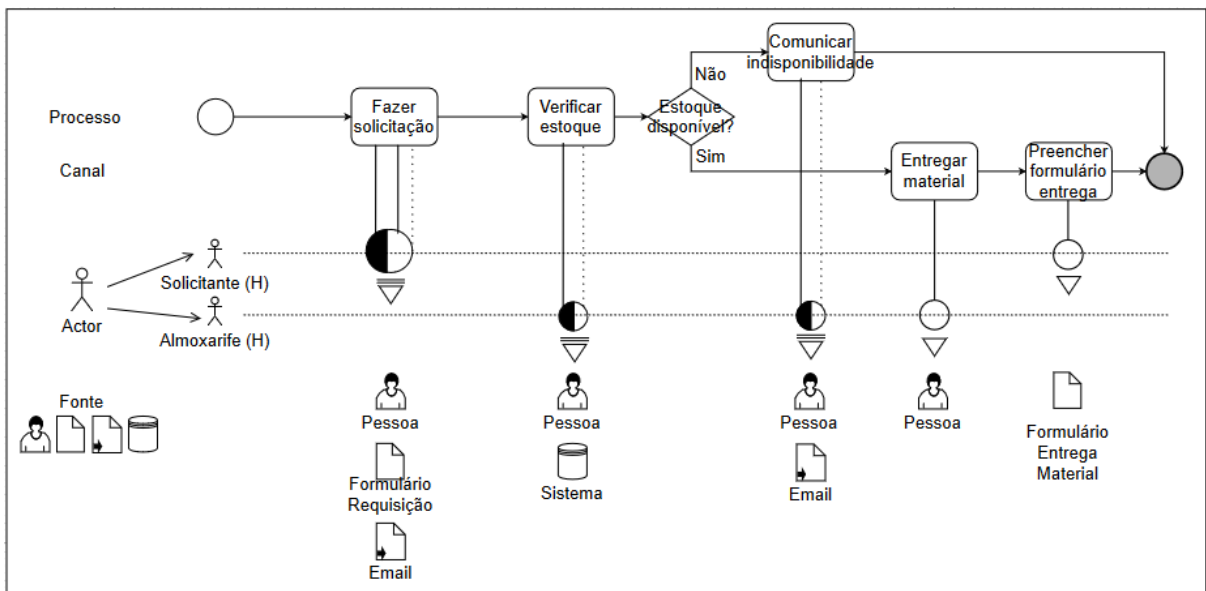 Comunicar
indisponibilidade
Não
Processo
Fazer
solicitação
Verificar
estoque
Estoque
disponível?
Sim
Canal
Entregar
material
Preencher
formulário
entrega
Solicitante (H)
Actor
Almoxarife (H)
Fonte
Pessoa
Formulário
Requisição
Email
Pessoa
Sistema
Pessoa
Email
Pessoa
Formulário
Entrega
Material